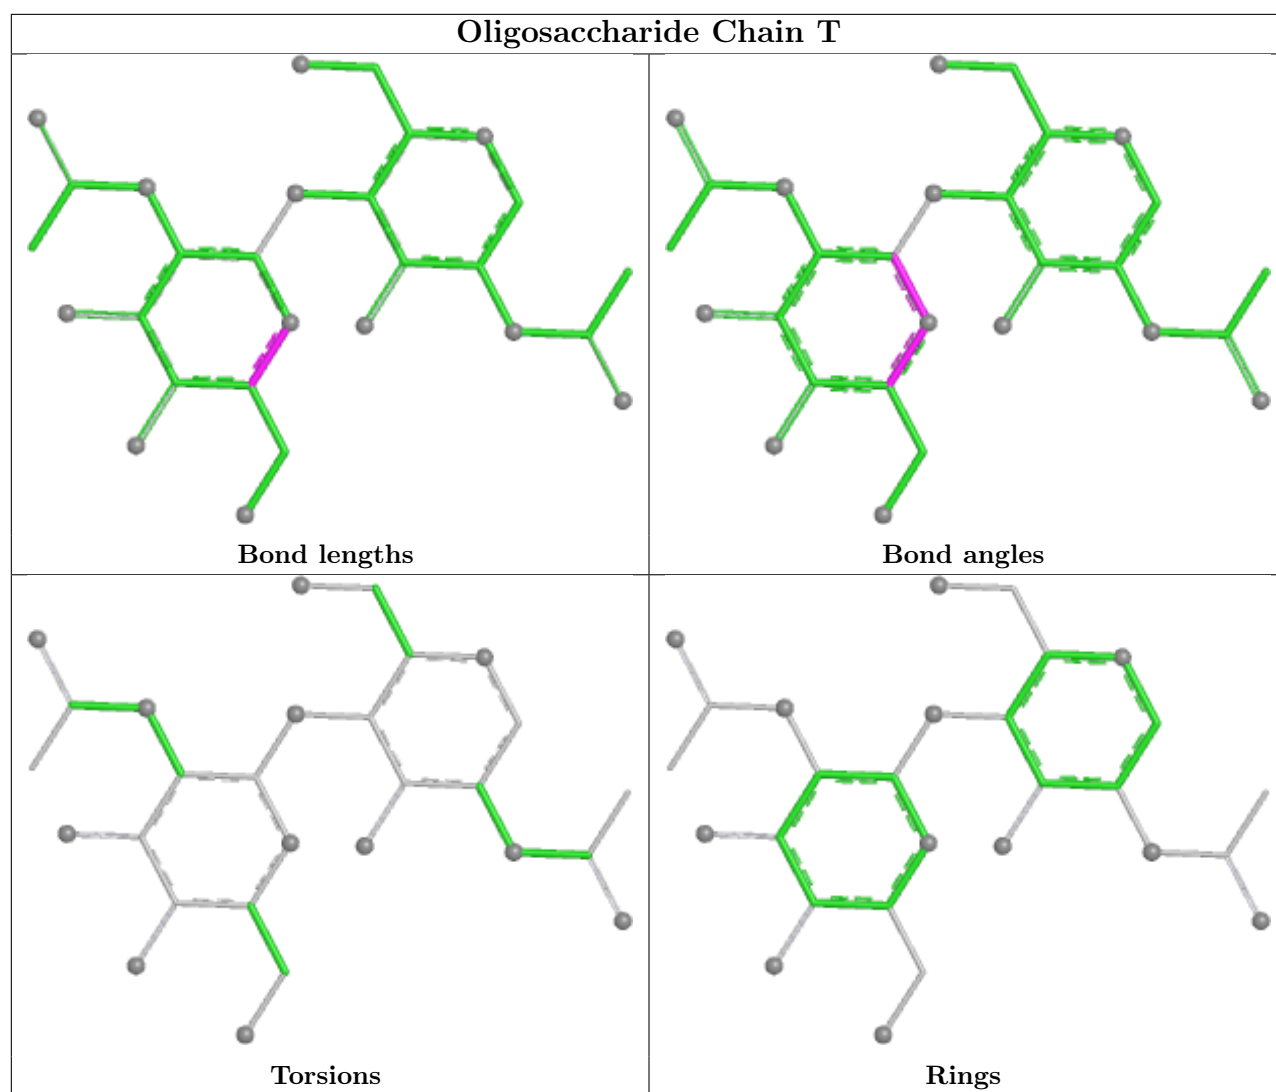 Oligosaccharide Chain T
Bond lengths
Bond angles
Torsions
Rings